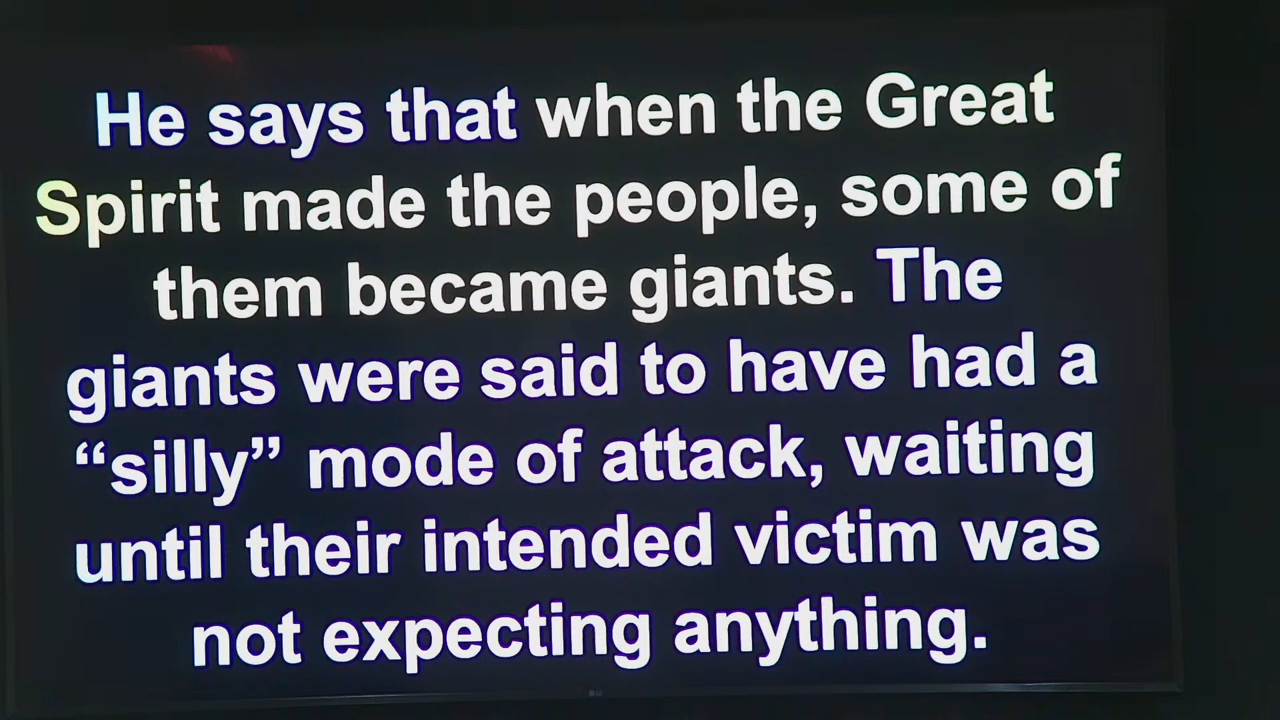 He says that when the Great
Spirit made the people, some of
them became giants. The
giants were said to have had a
“silly” mode of attack, waiting
until their intended victim was
not expecting anything.
LG